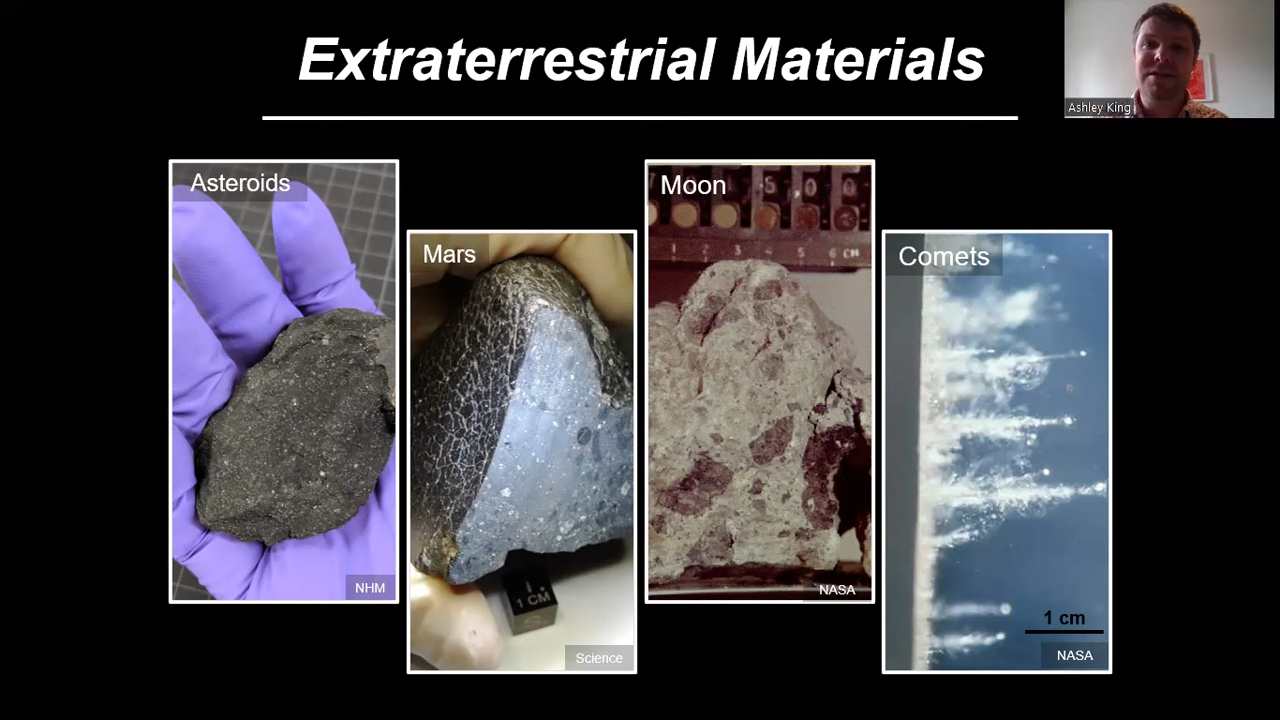 Extraterrestrial Materials
Ashley King
Asteroids
NHM
Mars
1 CM
Science
Moon
5 0 0
1 2 3 4 5 6 CM
NASA
Comets
1 cm
NASA